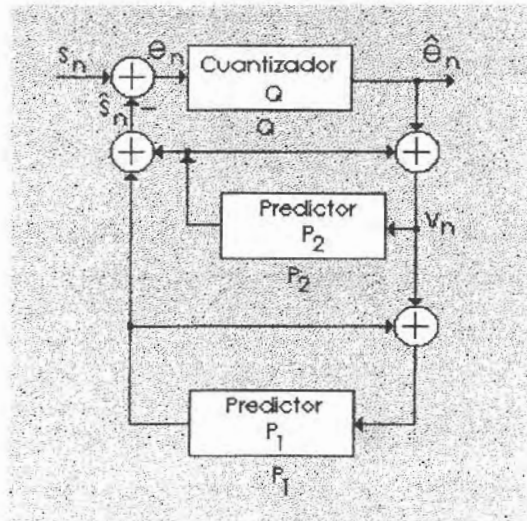 s_n
e_n
Cuantizador
Q
ê_n
ŝ_n
−
+
+
Q
+
Predictor
P_2
v_n
P_2
+
Predictor
P_1
P_1